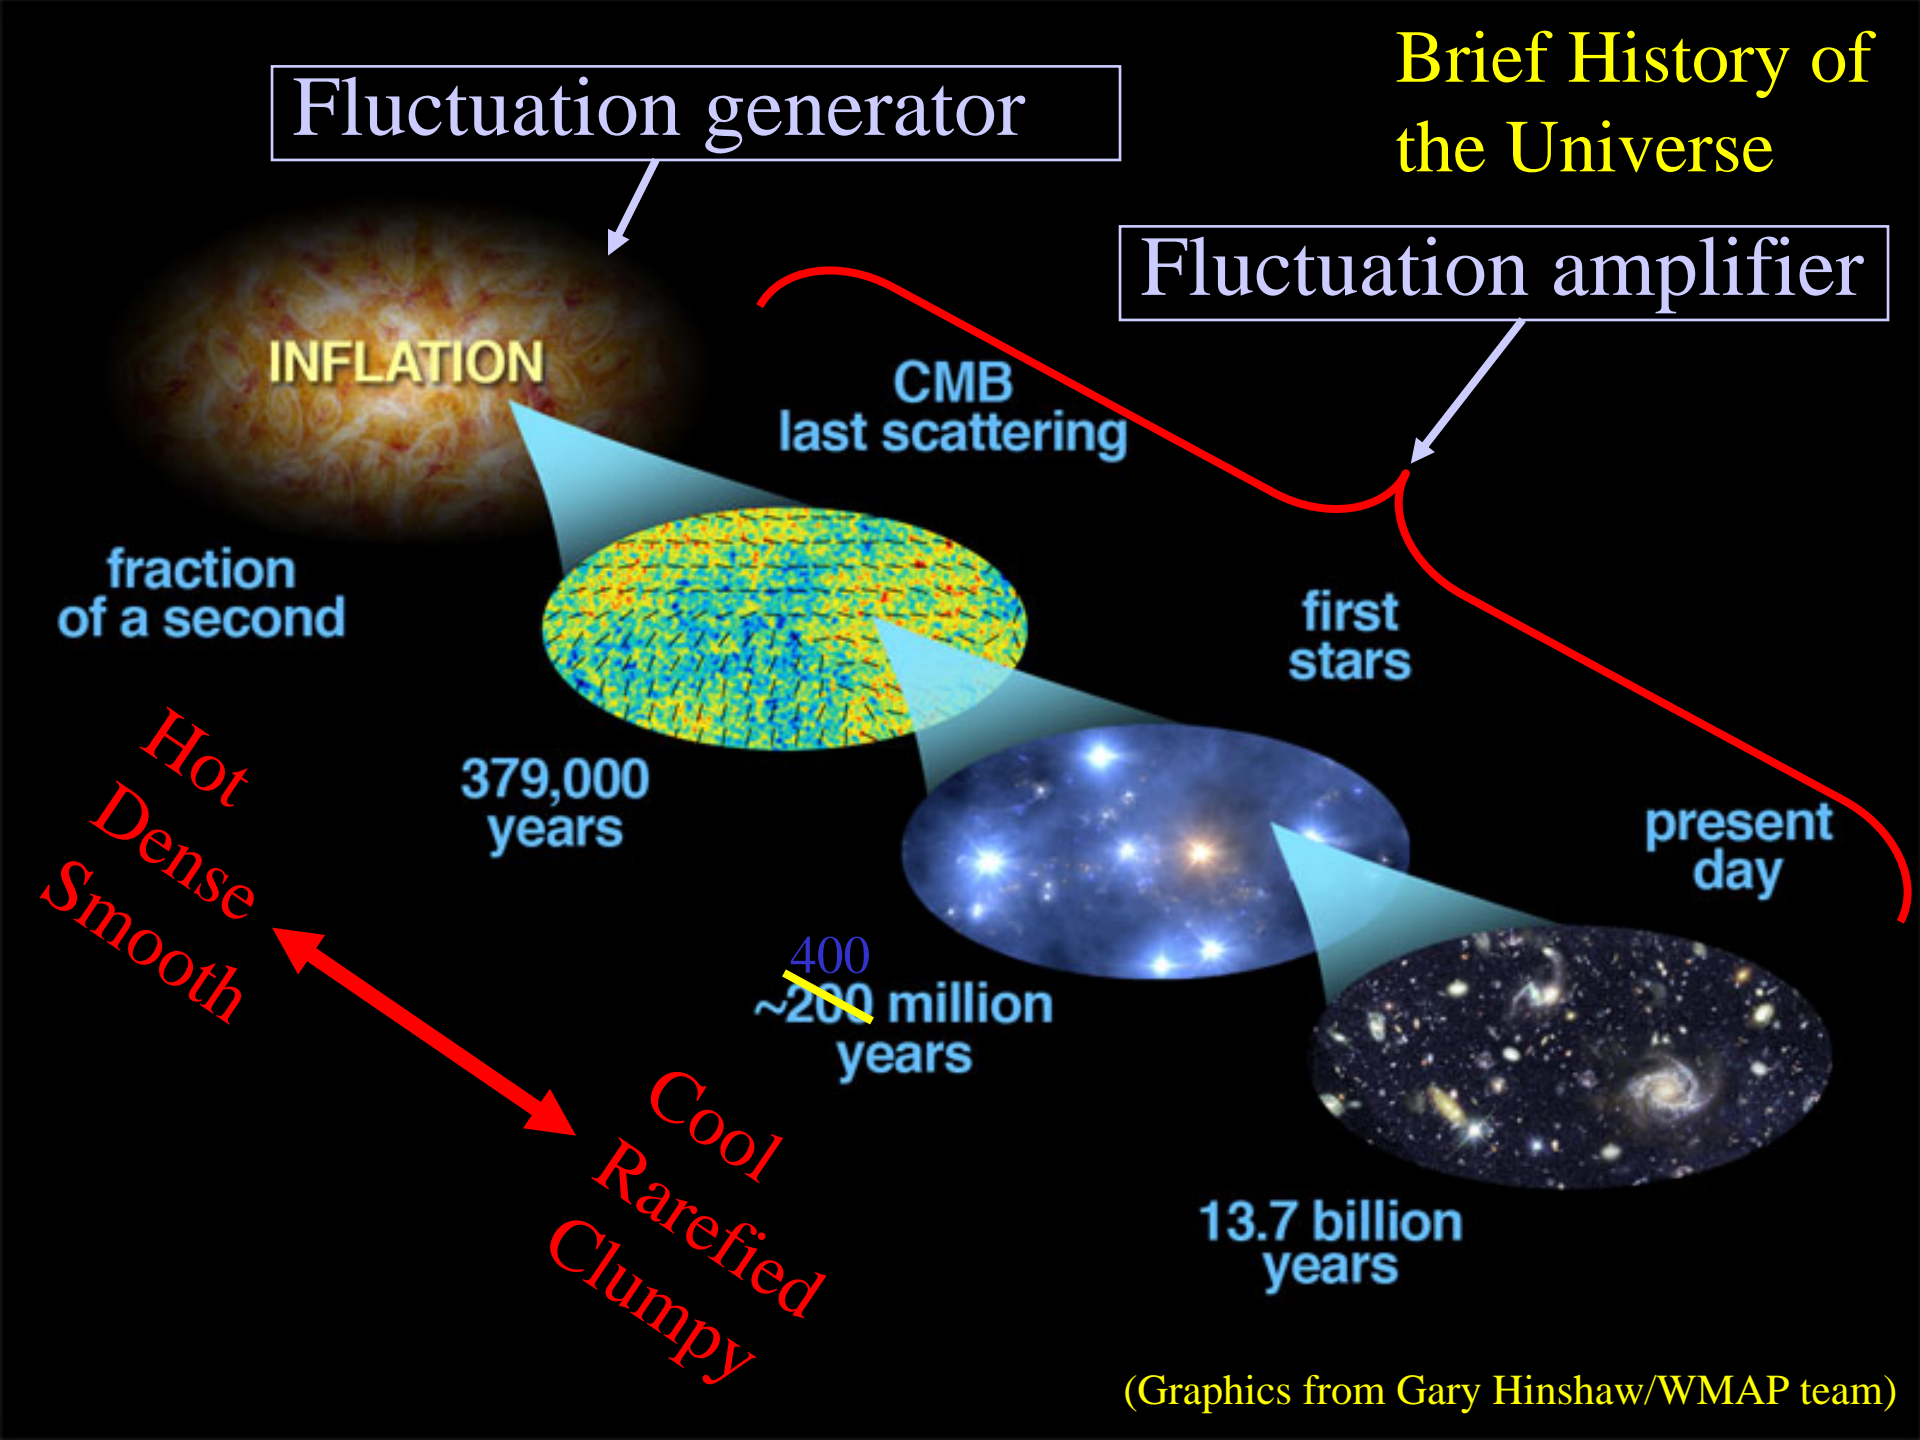 Brief History of
the Universe
Fluctuation generator
Fluctuation amplifier
INFLATION
CMB
last scattering
fraction
of a second
first
stars
379,000
years
present
day
Hot
Dense
Smooth
400
~200 million
years
Cool
Rarefied
Clumpy
13.7 billion
years
(Graphics from Gary Hinshaw/WMAP team)